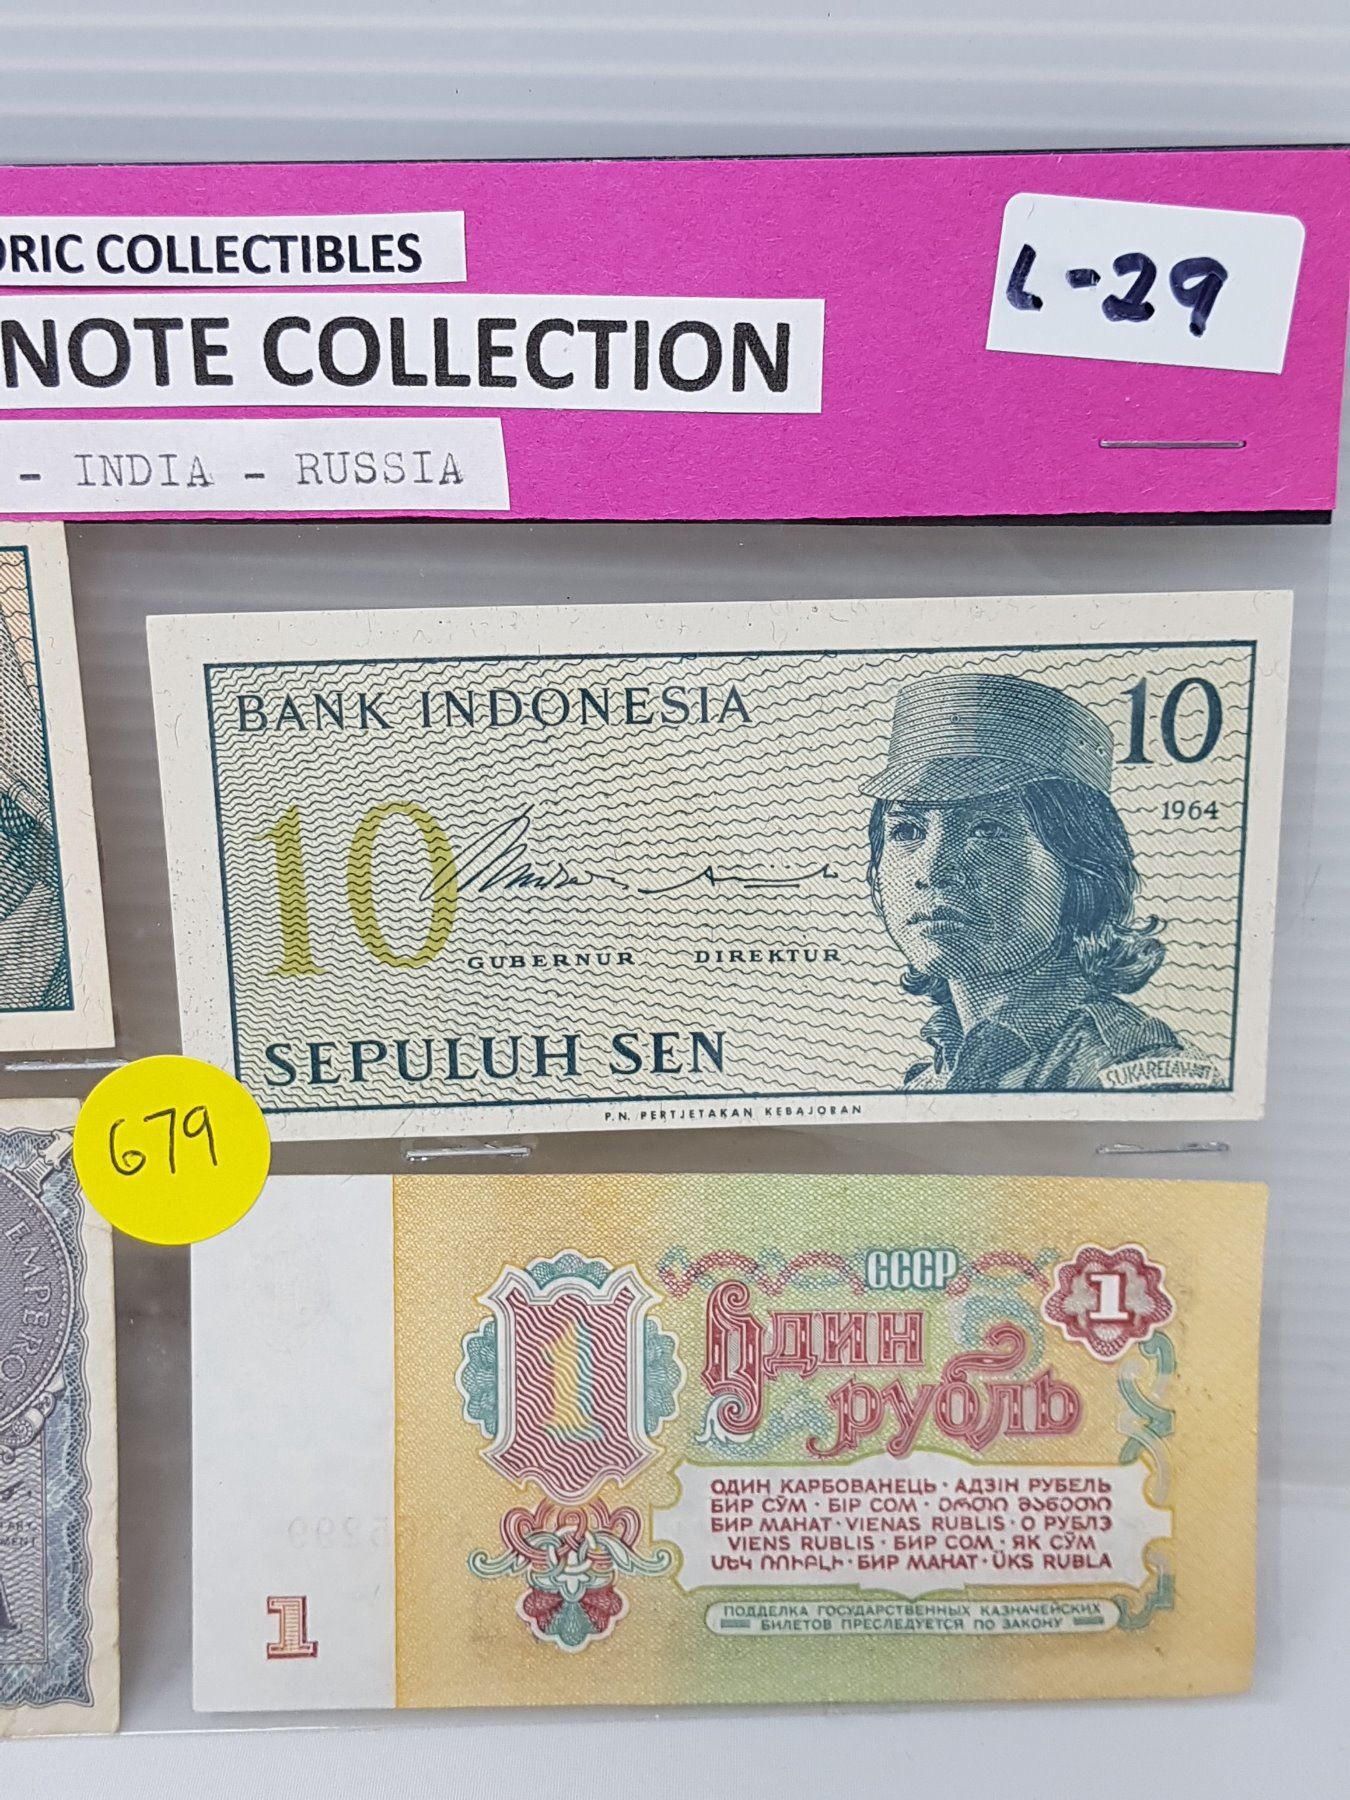 ORIC COLLECTIBLES
L-29
NOTE COLLECTION
- INDIA - RUSSIA
BANK INDONESIA
10
1964
10
GUBERNUR DIREKTUR
SEPULUH SEN
P.N. PERTJETAKAN KEBAJORAN
679
EMPERO
СССР
1
1
Один
рубль
ОДИН КАРБОВАНЕЦЬ · АДЗІН РУБЕЛЬ
БИР СЎМ · БІР СОМ · ᲔᲠᲗᲘ ᲛᲐᲜᲔᲗᲘ
БИР МАНАТ · VIENAS RUBLIS · О РУБЛЭ
VIENS RUBLIS · БИР СОМ · ЯК СЎМ
ՄԵԿ ՌՈՒԲԼԻ · БИР МАНАТ · ÜKS RUBLA
ПОДДЕЛКА ГОСУДАРСТВЕННЫХ КАЗНАЧЕЙСКИХ
БИЛЕТОВ ПРЕСЛЕДУЕТСЯ ПО ЗАКОНУ
1